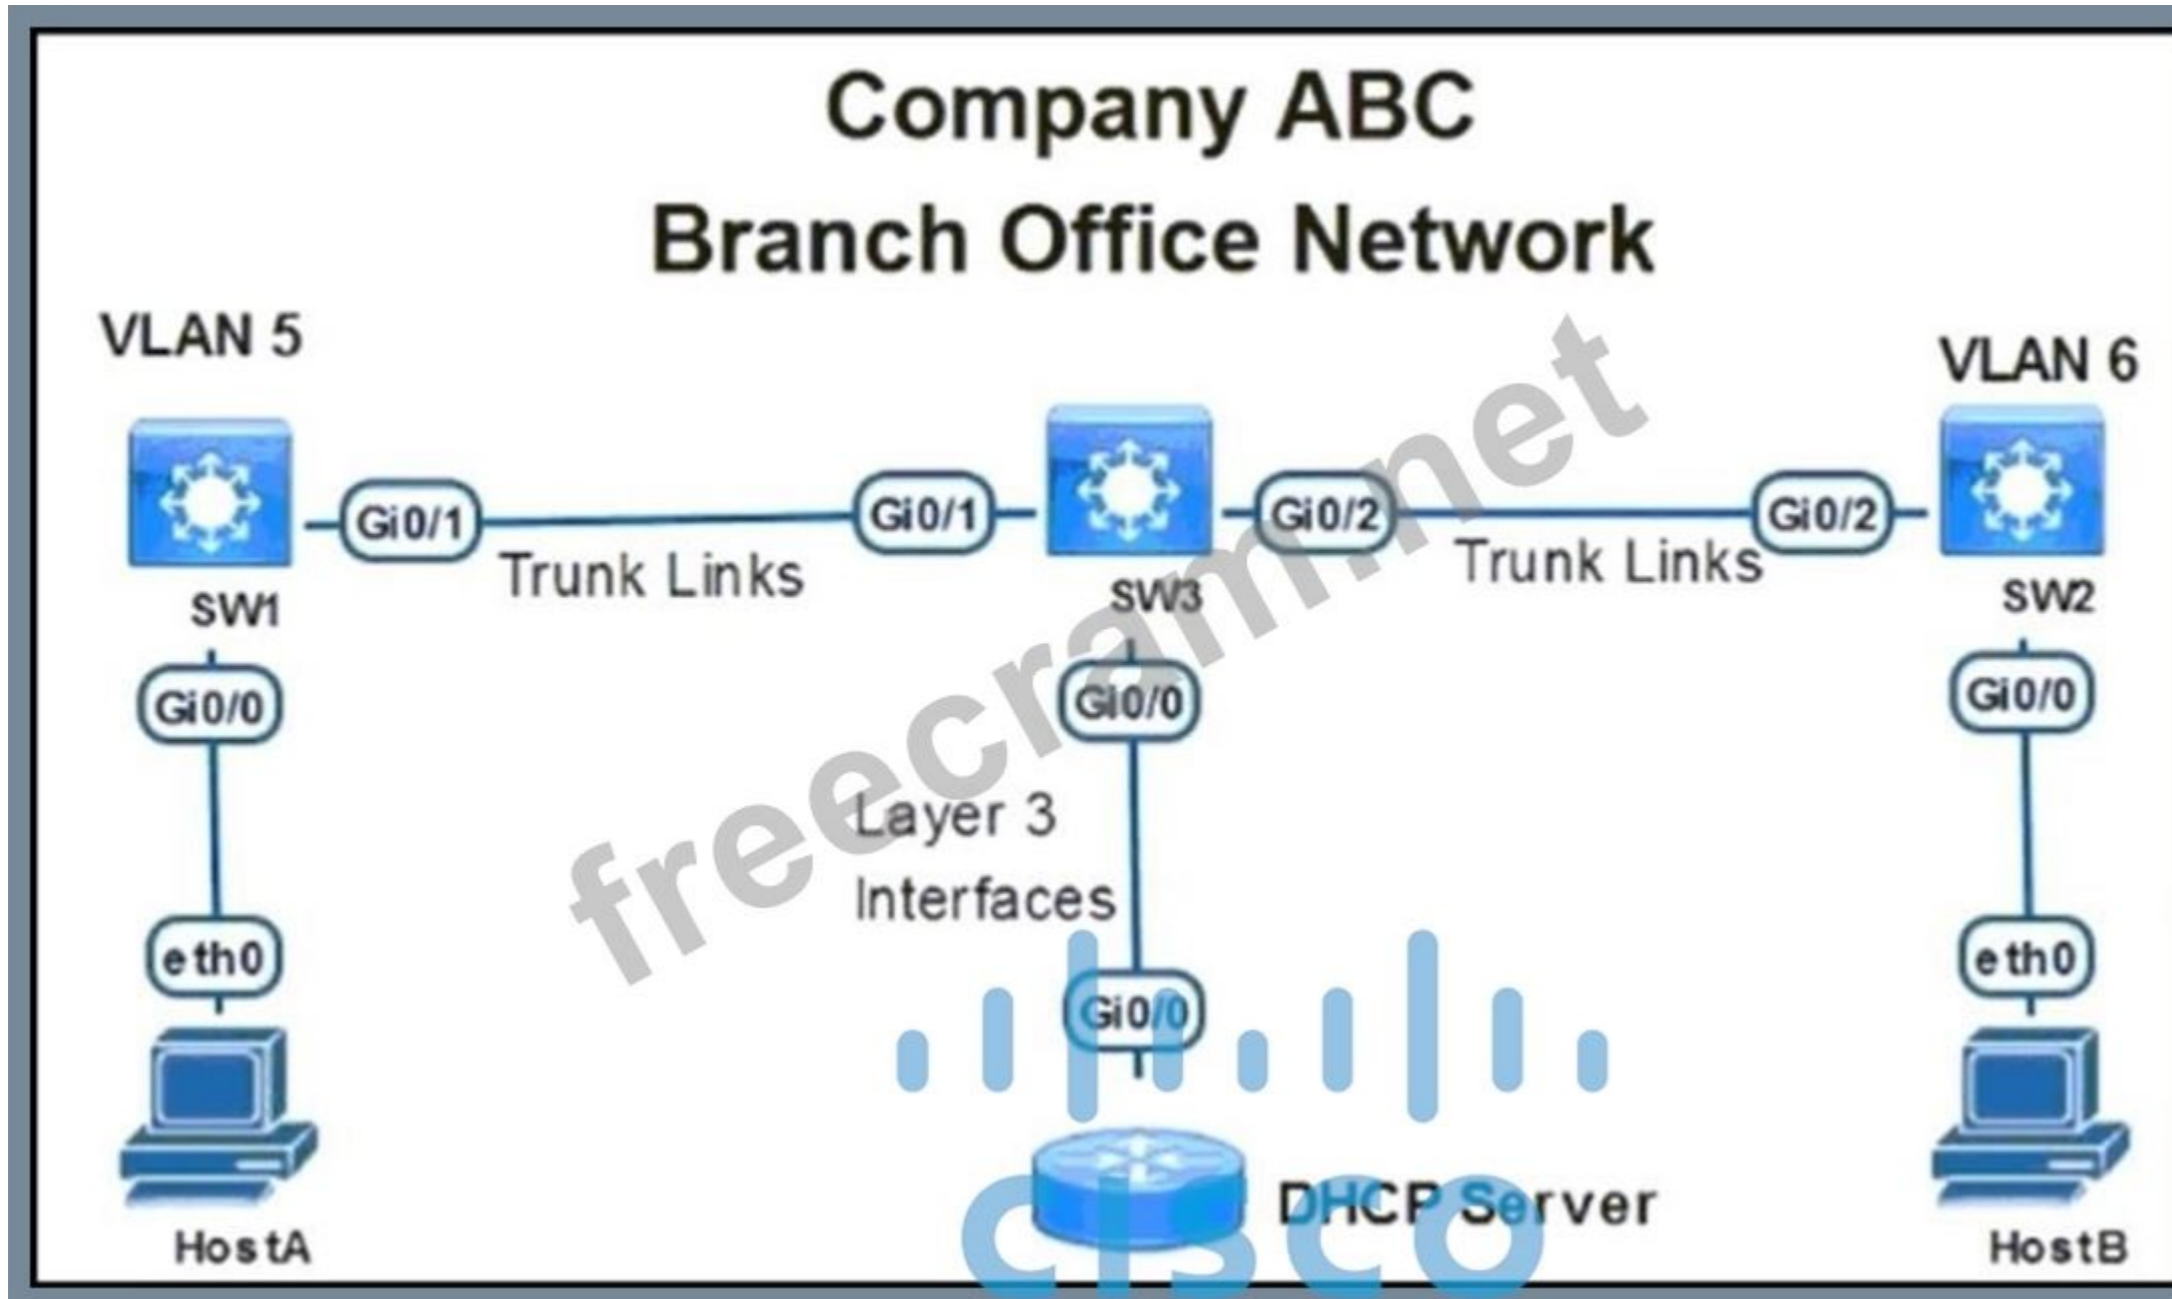 Company ABC
Branch Office Network
VLAN 5
VLAN 6
Gi0/1
Gi0/1
Gi0/2
Gi0/2
Trunk Links
Trunk Links
SW1
SW3
SW2
Gi0/0
Gi0/0
Gi0/0
freecram.net
Layer 3
Interfaces
eth0
Gi0/0
eth0
DHCP Server
cisco
HostA
HostB